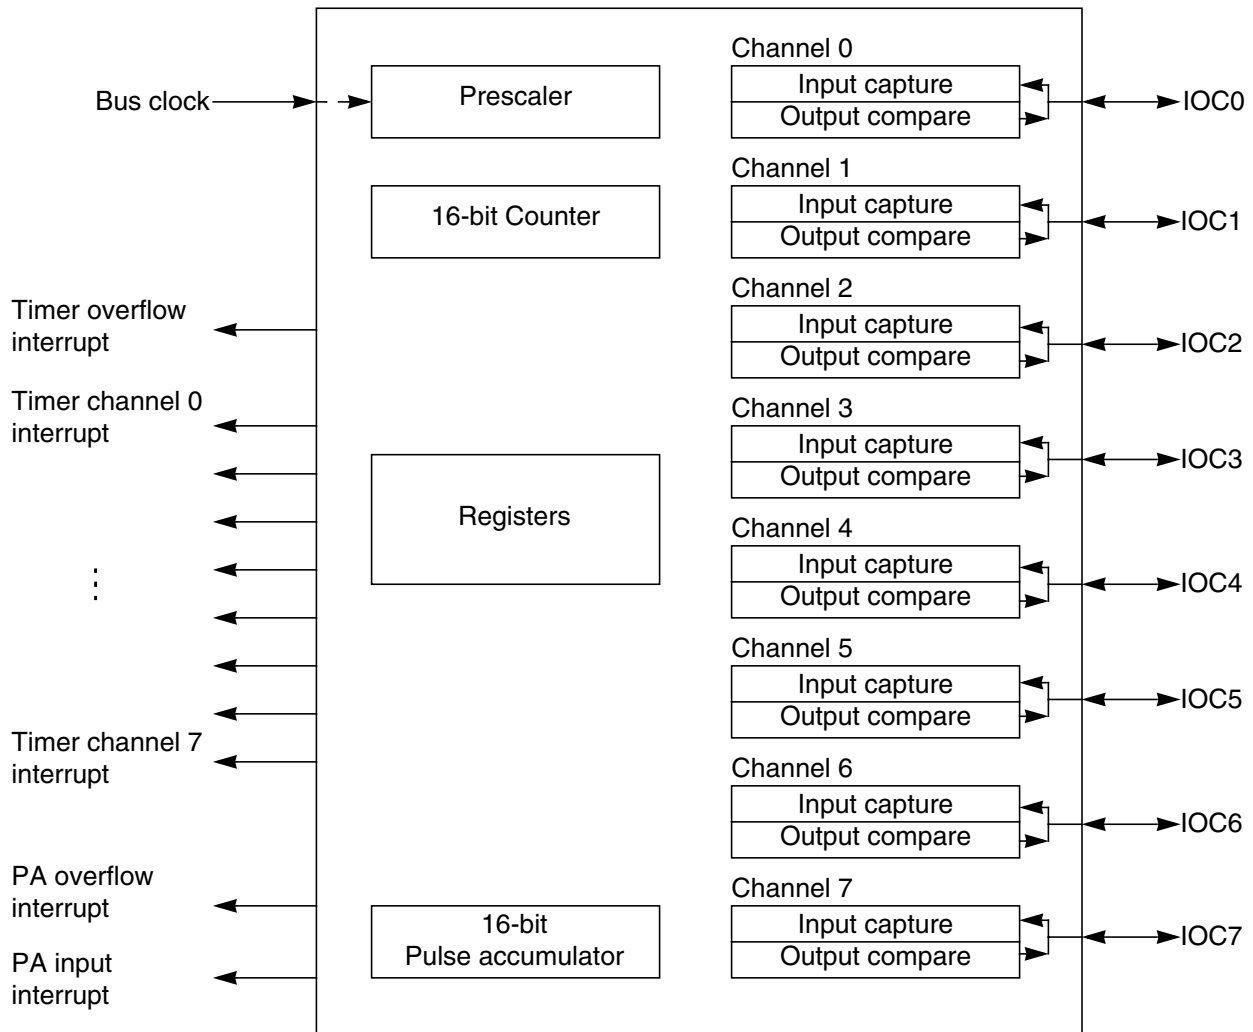 Bus clock
Timer overflow
interrupt
Timer channel 0
interrupt
Timer channel 7
interrupt
PA overflow
interrupt
PA input
interrupt
Prescaler
16-bit Counter
Registers
16-bit
Pulse accumulator
Channel 0
Input capture
Output compare
IOC0
Channel 1
Input capture
Output compare
IOC1
Channel 2
Input capture
Output compare
IOC2
Channel 3
Input capture
Output compare
IOC3
Channel 4
Input capture
Output compare
IOC4
Channel 5
Input capture
Output compare
IOC5
Channel 6
Input capture
Output compare
IOC6
Channel 7
Input capture
Output compare
IOC7